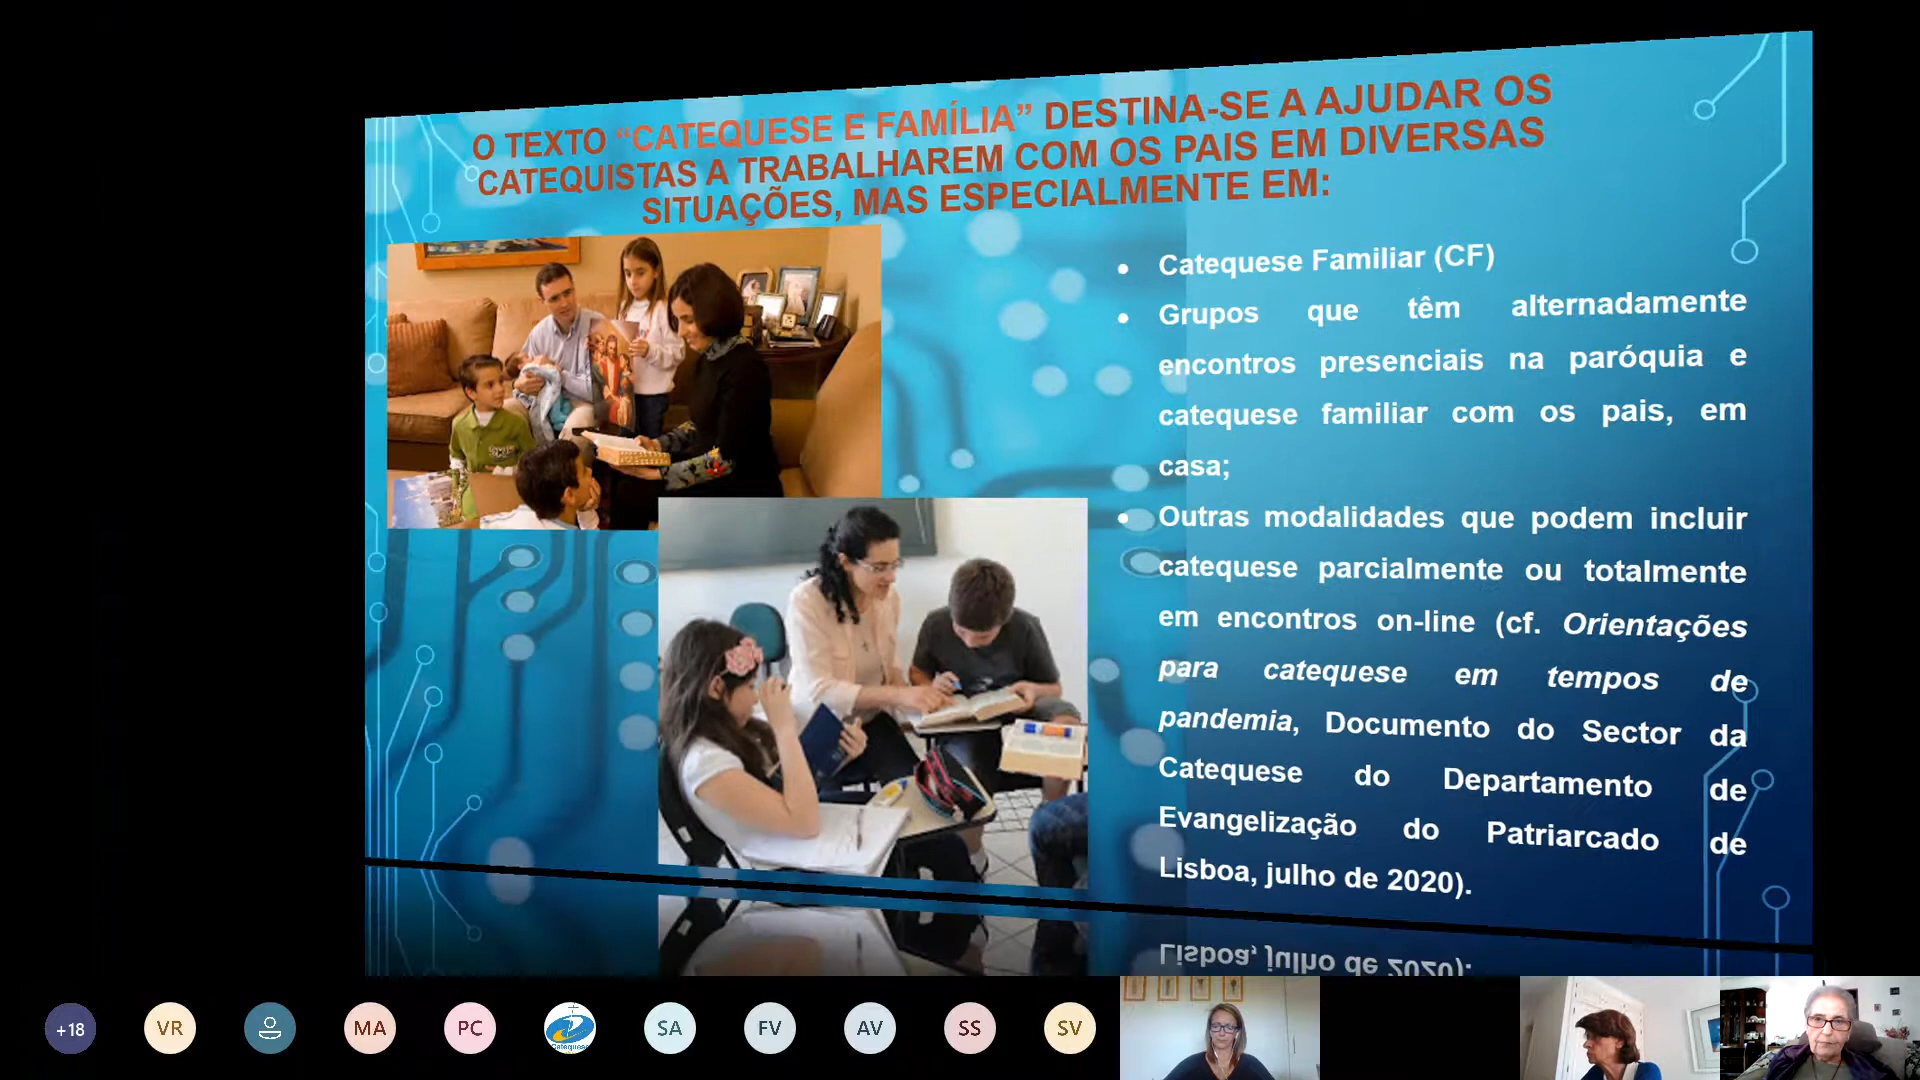 O TEXTO “CATEQUESE E FAMÍLIA” DESTINA-SE A AJUDAR OS
CATEQUISTAS A TRABALHAREM COM OS PAIS EM DIVERSAS
SITUAÇÕES, MAS ESPECIALMENTE EM:
• Catequese Familiar (CF)
• Grupos que têm alternadamente
encontros presenciais na paróquia e
catequese familiar com os pais, em
casa;
• Outras modalidades que podem incluir
catequese parcialmente ou totalmente
em encontros on-line (cf. Orientações
para catequese em tempos de
pandemia, Documento do Sector da
Catequese do Departamento de
Evangelização do Patriarcado de
Lisboa, julho de 2020).
Lisboa, julho de 2020).
+18
VR
MA
PC
Catequese
SA
FV
AV
SS
SV